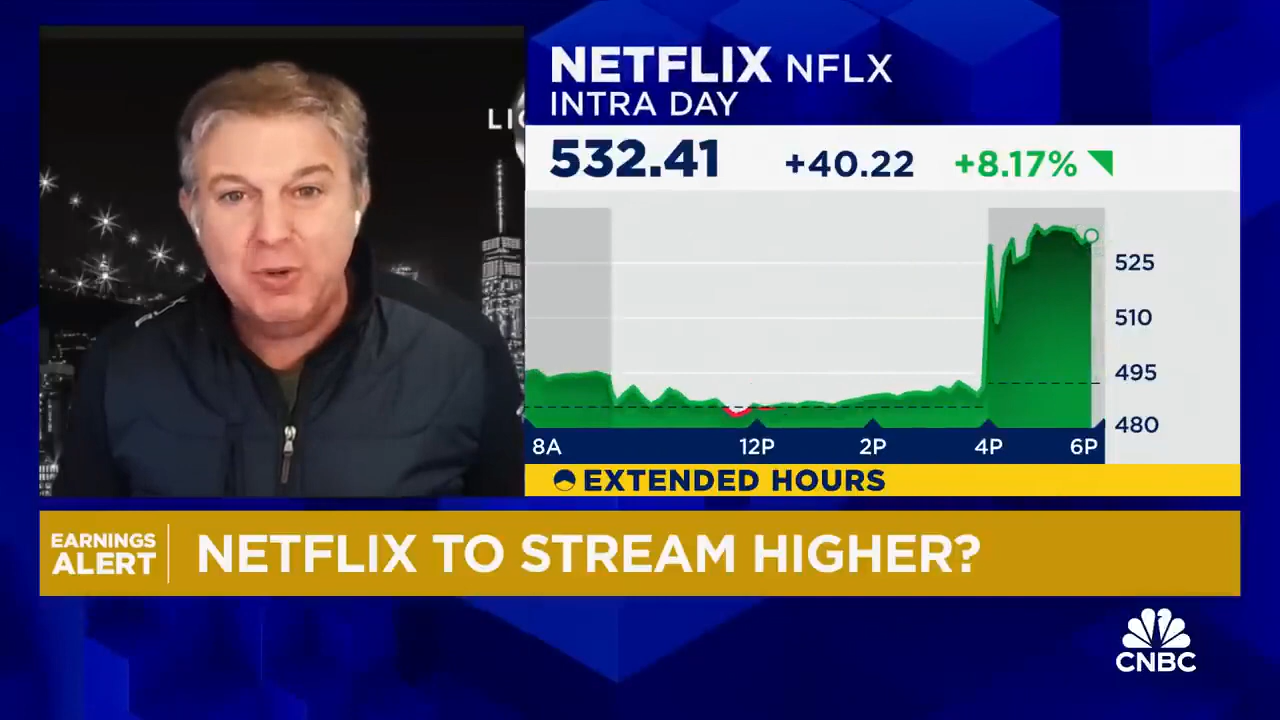 LIG
NETFLIX NFLX
INTRA DAY
532.41 +40.22 +8.17%
525
510
495
480
8A 12P 2P 4P 6P
EXTENDED HOURS
EARNINGS
ALERT
NETFLIX TO STREAM HIGHER?
CNBC